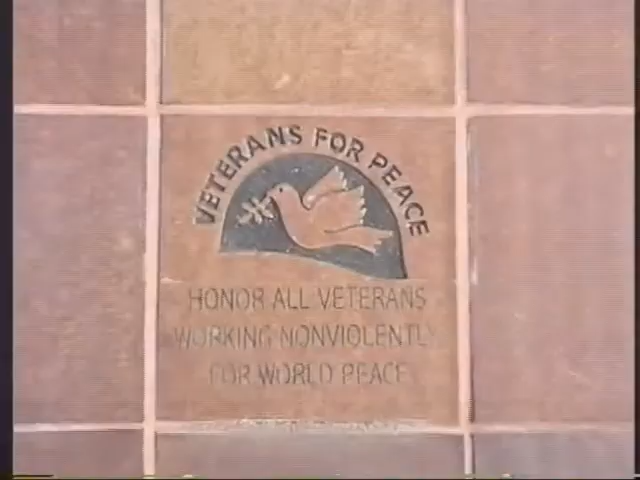 VETERANS FOR PEACE
HONOR ALL VETERANS
WORKING NONVIOLENTLY
FOR WORLD PEACE